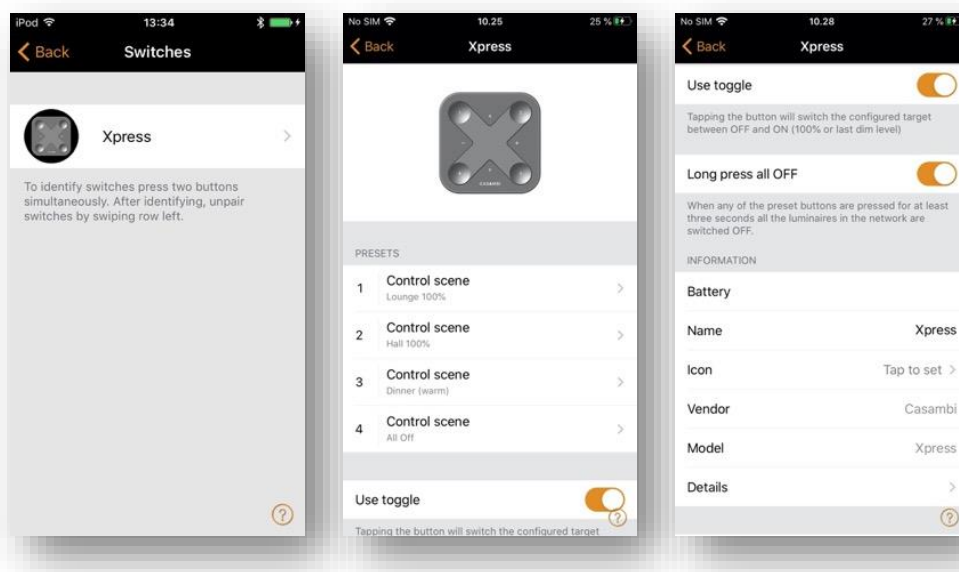 iPod 13:34
Back Switches
Xpress
To identify switches press two buttons
simultaneously. After identifying, unpair
switches by swiping row left.
?
No SIM 10.25 25 %
Back Xpress
CASAMBI
PRESETS
1 Control scene
Lounge 100%
2 Control scene
Hall 100%
3 Control scene
Dinner (warm)
4 Control scene
All Off
Use toggle
?
Tapping the button will switch the configured target
No SIM 10.28 27 %
Back Xpress
Use toggle
Tapping the button will switch the configured target
between OFF and ON (100% or last dim level)
Long press all OFF
When any of the preset buttons are pressed for at least
three seconds all the luminaires in the network are
switched OFF.
INFORMATION
Battery
Name Xpress
Icon Tap to set
Vendor Casambi
Model Xpress
Details
?